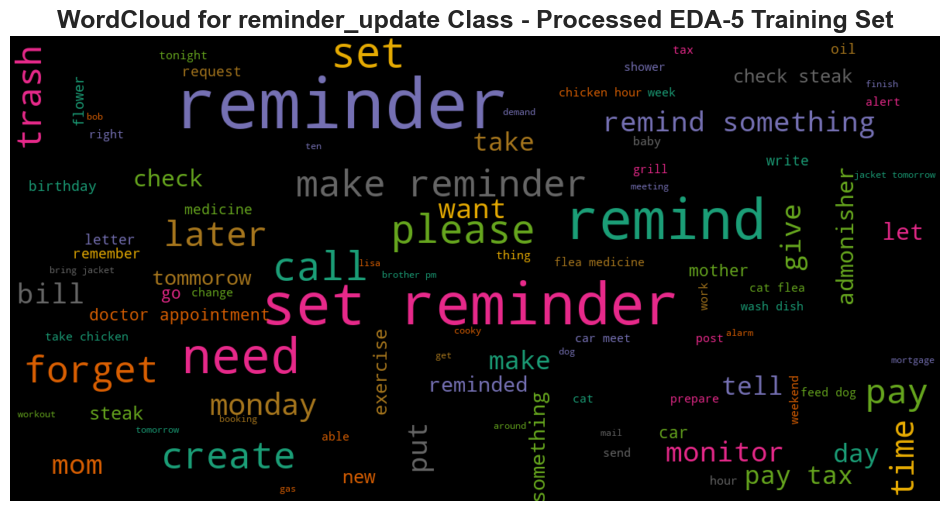 WordCloud for reminder_update Class - Processed EDA-5 Training Set
trash
tonight
set
tax
oil
request
shower
check steak
flower
reminder
chicken hour
week
finish
bob
demand
alert
right
remind something
take
ten
baby
write
birthday
check
make reminder
grill
meeting
jacket tomorrow
admonisher
medicine
want
remind
give
let
later
please
letter
remember
thing
flea medicine
mother
bring jacket
tommorow
call
lisa
brother pm
cat flea
bill
go
change
work
wash dish
doctor appointment
set reminder
take chicken
cooky
car meet
post
alarm
forget
need
exercise
get
make
dog
mortgage
reminded
tell
weekend
feed dog
pay
monday
cat
prepare
workout
steak
booking
tomorrow
around
something
mail
car
time
able
put
send
monitor
day
mom
create
new
hour
pay tax
gas